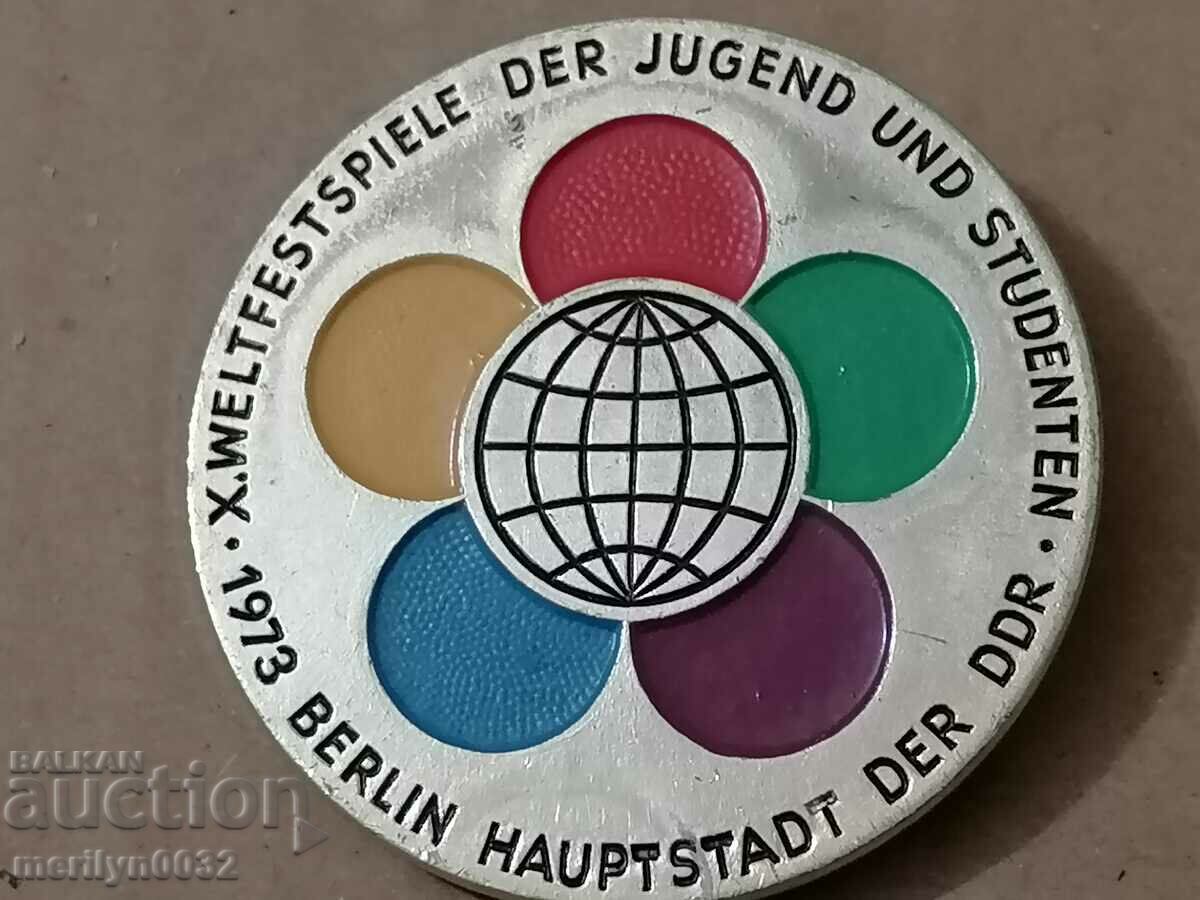 X.WELTFESTSPIELE DER JUGEND UND STUDENTEN ·
1973 BERLIN HAUPTSTADT DER DDR ·
BALKAN
auction
merilyn0032